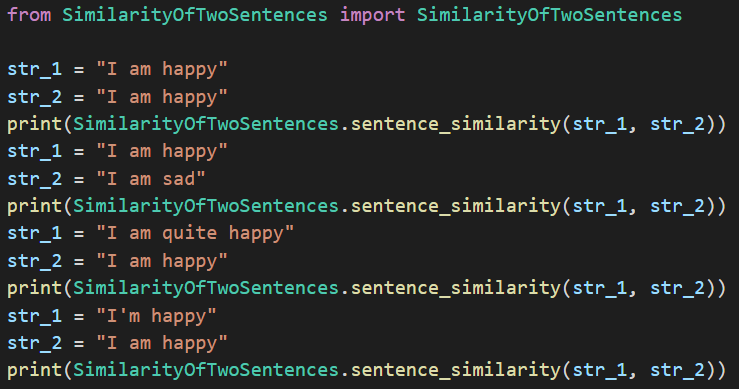 from SimilarityOfTwoSentences import SimilarityOfTwoSentences
str_1 = "I am happy"
str_2 = "I am happy"
print(SimilarityOfTwoSentences.sentence_similarity(str_1, str_2))
str_1 = "I am happy"
str_2 = "I am sad"
print(SimilarityOfTwoSentences.sentence_similarity(str_1, str_2))
str_1 = "I am quite happy"
str_2 = "I am happy"
print(SimilarityOfTwoSentences.sentence_similarity(str_1, str_2))
str_1 = "I'm happy"
str_2 = "I am happy"
print(SimilarityOfTwoSentences.sentence_similarity(str_1, str_2))